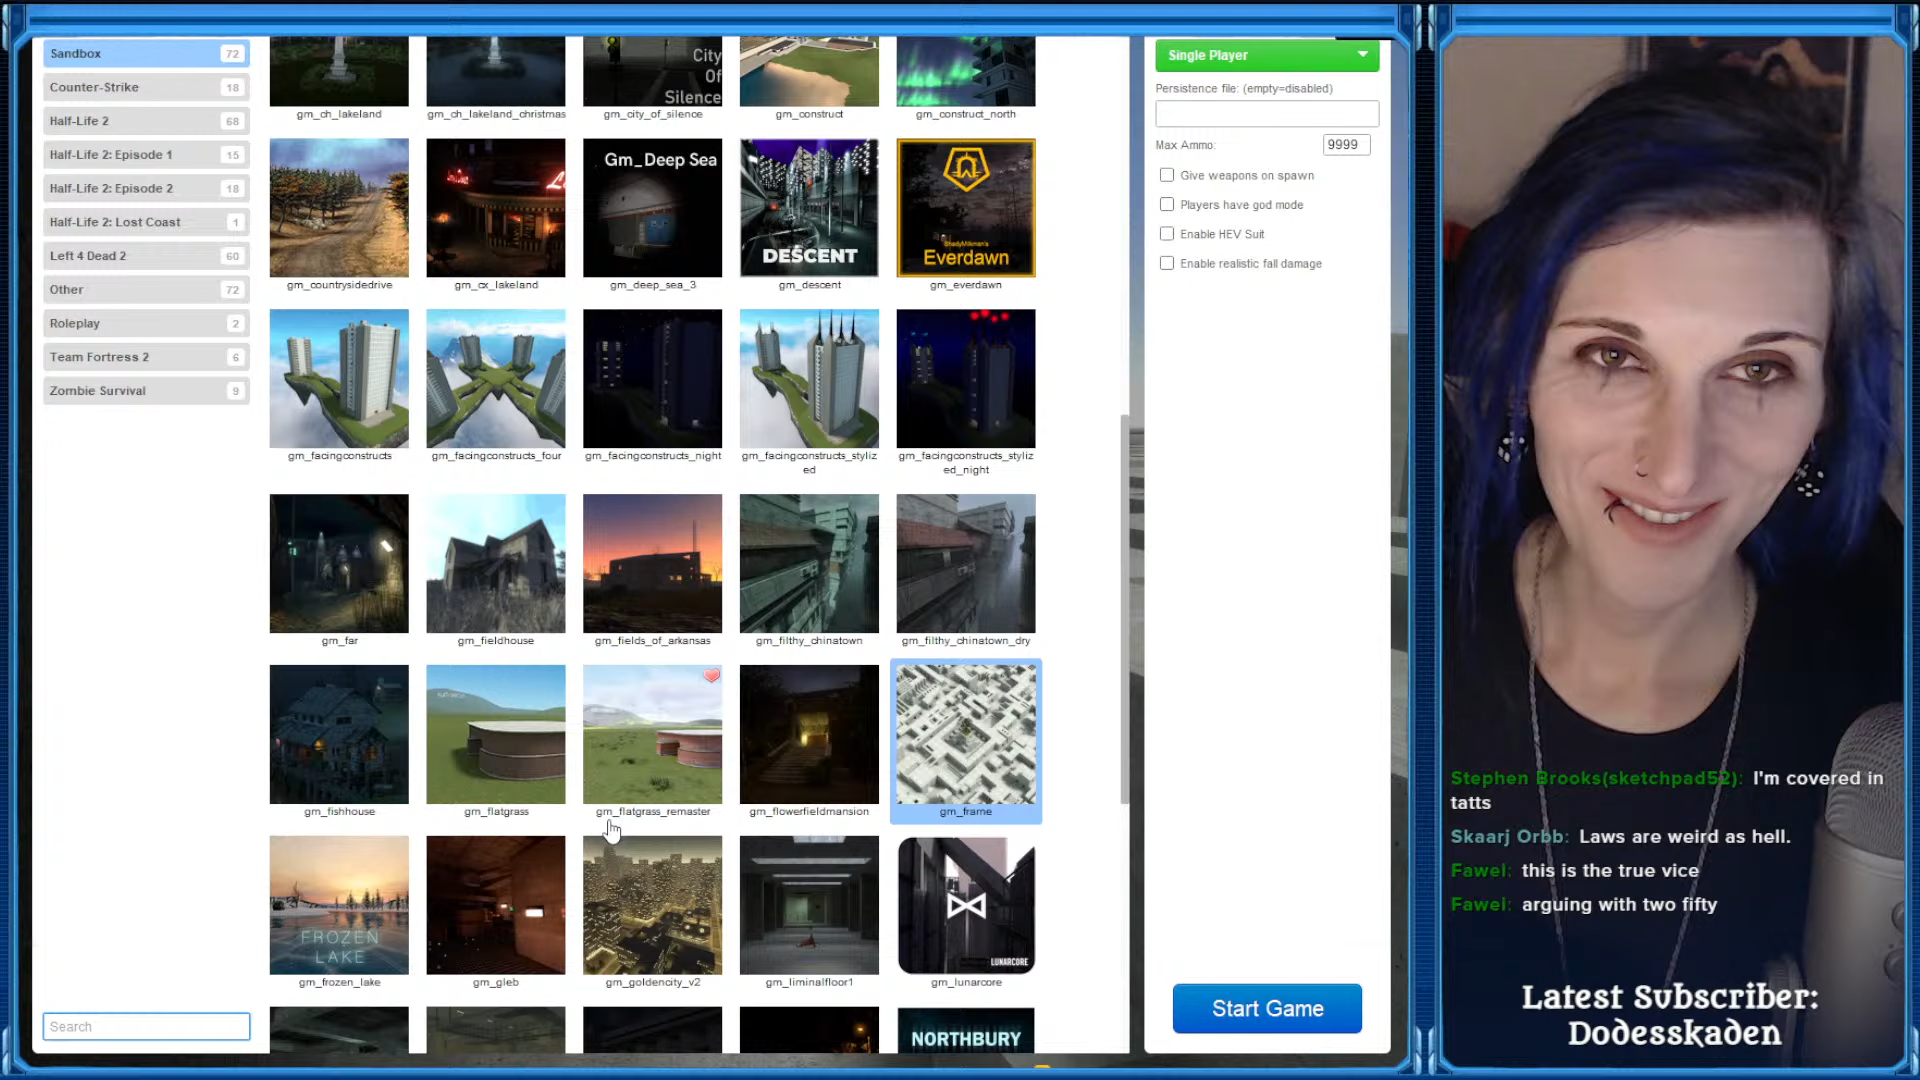 Sandbox 72
Counter-Strike 18
Half-Life 2 68
Half-Life 2: Episode 1 15
Half-Life 2: Episode 2 18
Half-Life 2: Lost Coast 1
Left 4 Dead 2 60
Other 72
Roleplay 2
Team Fortress 2 6
Zombie Survival 9
Search
City
Of
Silence
gm_ch_lakeland gm_ch_lakeland_christmas gm_city_of_silence gm_construct gm_construct_north
Gm_Deep Sea
DESCENT
ShadyMilkman's
Everdawn
gm_countrysidedrive gm_cx_lakeland gm_deep_sea_3 gm_descent gm_everdawn
gm_facingconstructs gm_facingconstructs_four gm_facingconstructs_night gm_facingconstructs_styliz gm_facingconstructs_styliz
ed ed_night
gm_far gm_fieldhouse gm_fields_of_arkansas gm_filthy_chinatown gm_filthy_chinatown_dry
gm_fishhouse gm_flatgrass gm_flatgrass_remaster gm_flowerfieldmansion gm_frame
FROZEN
LAKE
LUNARCORE
gm_frozen_lake gm_gleb gm_goldencity_v2 gm_liminalfloor1 gm_lunarcore
NORTHBURY
Single Player
Persistence file: (empty=disabled)
Max Ammo: 9999
Give weapons on spawn
Players have god mode
Enable HEV Suit
Enable realistic fall damage
Start Game
Stephen Brooks(sketchpad52): I'm covered in
tatts
Skaarj Orbb: Laws are weird as hell.
Fawel: this is the true vice
Fawel: arguing with two fifty
Latest Subscriber:
Dodesskaden